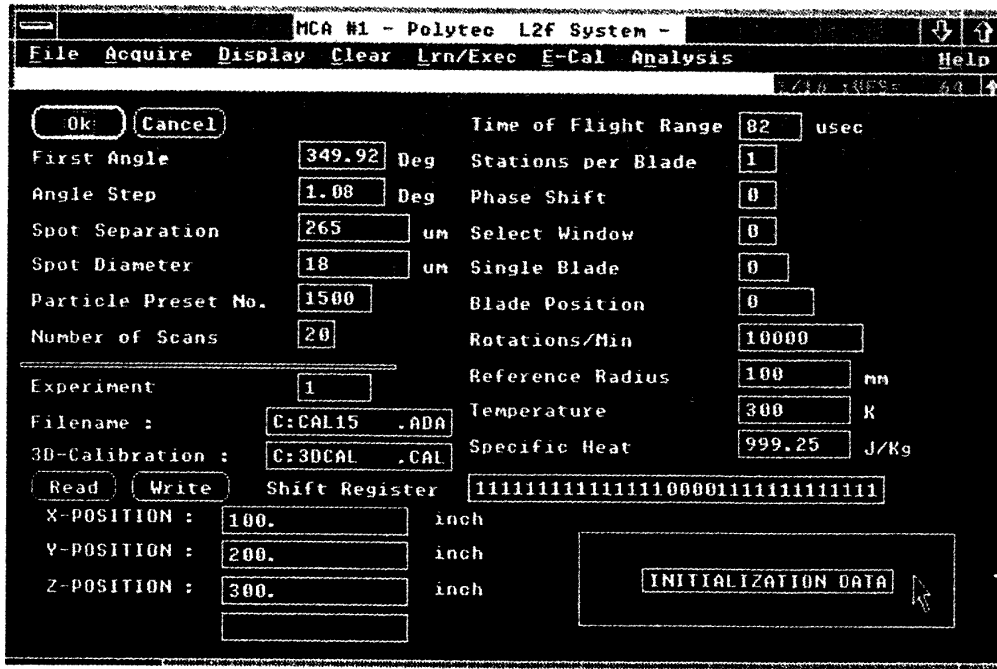 MCA #1 - Polytec L2f System -
File Acquire Display Clear Lrn/Exec E-Cal Analysis Help
64
Ok Cancel Time of Flight Range 82 usec
First Angle 349.92 Deg Stations per Blade 1
Angle Step 1.08 Deg Phase Shift 0
Spot Separation 265 um Select Window 0
Spot Diameter 18 um Single Blade 0
Particle Preset No. 1500 Blade Position 0
Number of Scans 20 Rotations/Min 10000
Experiment 1 Reference Radius 100 mm
Filename : C:CAL15 .ADA Temperature 300 K
3D-Calibration : C:3DCAL .CAL Specific Heat 999.25 J/Kg
Read Write Shift Register 11111111111111100001111111111111
X-POSITION : 100. inch
Y-POSITION : 200. inch
Z-POSITION : 300. inch
INITIALIZATION DATA